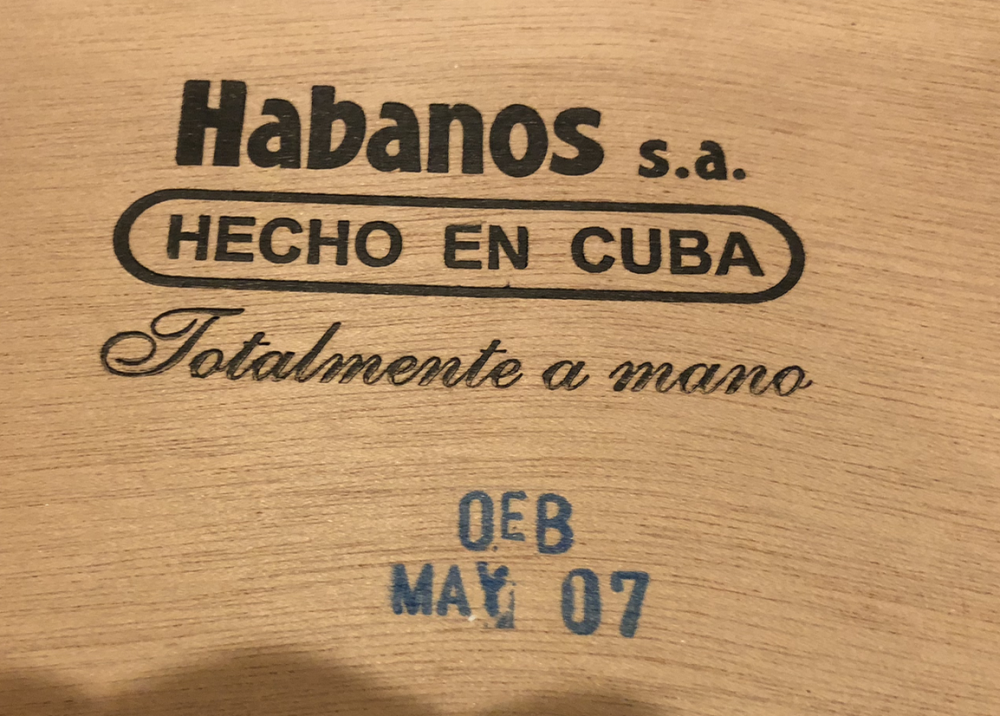 Habanos s.a.
HECHO EN CUBA
Totalmente a mano
OEB
MAY 07